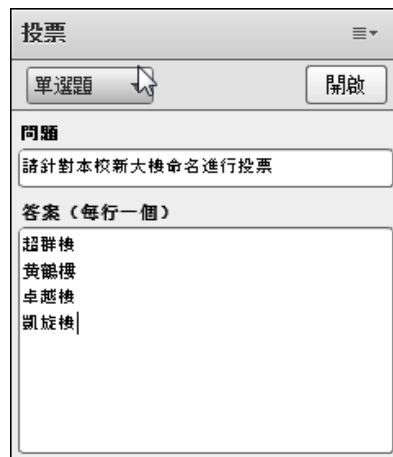 投票
單選題
開啟
問題
請針對本校新大樓命名進行投票
答案（每行一個）
超群樓
黃鶴樓
卓越樓
凱旋樓